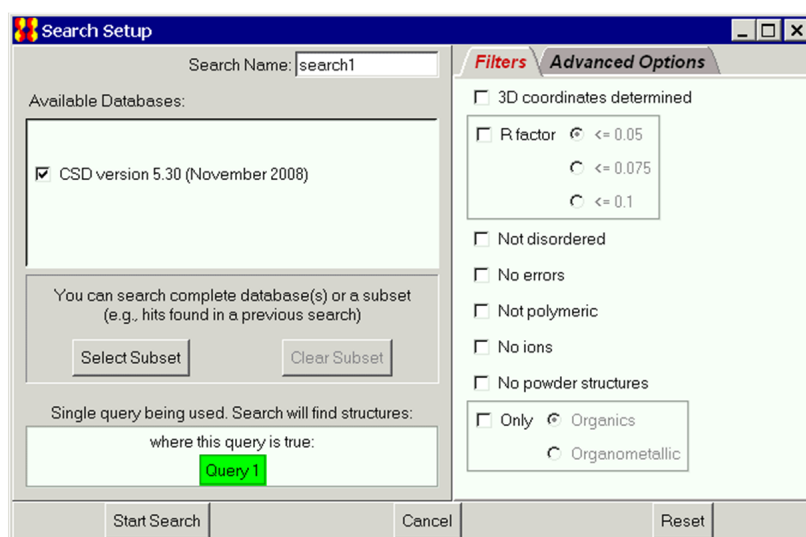 Search Setup
Search Name: search1
Available Databases:
CSD version 5.30 (November 2008)
You can search complete database(s) or a subset
(e.g., hits found in a previous search)
Select Subset
Clear Subset
Single query being used. Search will find structures:
where this query is true:
Query 1
Filters
Advanced Options
3D coordinates determined
R factor <= 0.05
<= 0.075
<= 0.1
Not disordered
No errors
Not polymeric
No ions
No powder structures
Only Organics
Organometallic
Start Search
Cancel
Reset